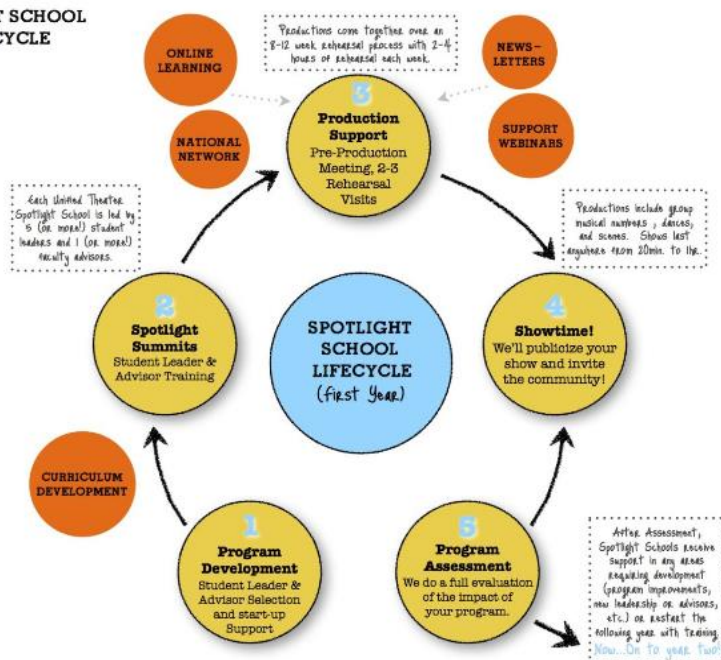 T SCHOOL
CYCLE
Productions come together over an
8-12 week rehearsal process with 2-4
hours of rehearsal each week.
ONLINE
LEARNING
NEWS-
LETTERS
NATIONAL
NETWORK
SUPPORT
WEBINARS
3
Production
Support
Pre-Production
Meeting, 2-3
Rehearsal
Visits
Each Unified Theater
Spotlight School is led by
5 (or more!) student
leaders and 1 (or more!)
faculty advisors.
Productions include group
musical numbers, dances,
and scenes. Shows last
anywhere from 20min. to 1hr.
2
Spotlight
Summits
Student Leader &
Advisor Training
SPOTLIGHT
SCHOOL
LIFECYCLE
(first Year)
4
Showtime!
We'll publicize your
show and invite
the community!
CURRICULUM
DEVELOPMENT
1
Program
Development
Student Leader &
Advisor Selection
and start-up
Support
5
Program
Assessment
We do a full evaluation
of the impact of
your program.
After Assessment,
Spotlight Schools receive
support in any areas
requiring development
(program improvements,
new leadership or advisors,
etc.) or restart the
following year with training.
Now...On to year two!